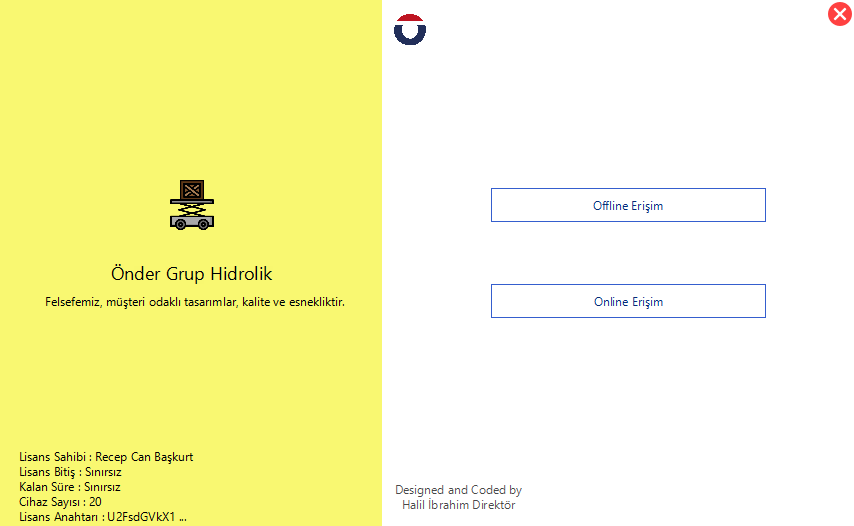 Önder Grup Hidrolik
Felsefemiz, müşteri odaklı tasarımlar, kalite ve esnekliktir.
Lisans Sahibi : Recep Can Başkurt
Lisans Bitiş : Sınırsız
Kalan Süre : Sınırsız
Cihaz Sayısı : 20
Lisans Anahtarı : U2FsdGVkX1 ...
Offline Erişim
Online Erişim
Designed and Coded by
Halil İbrahim Direktör